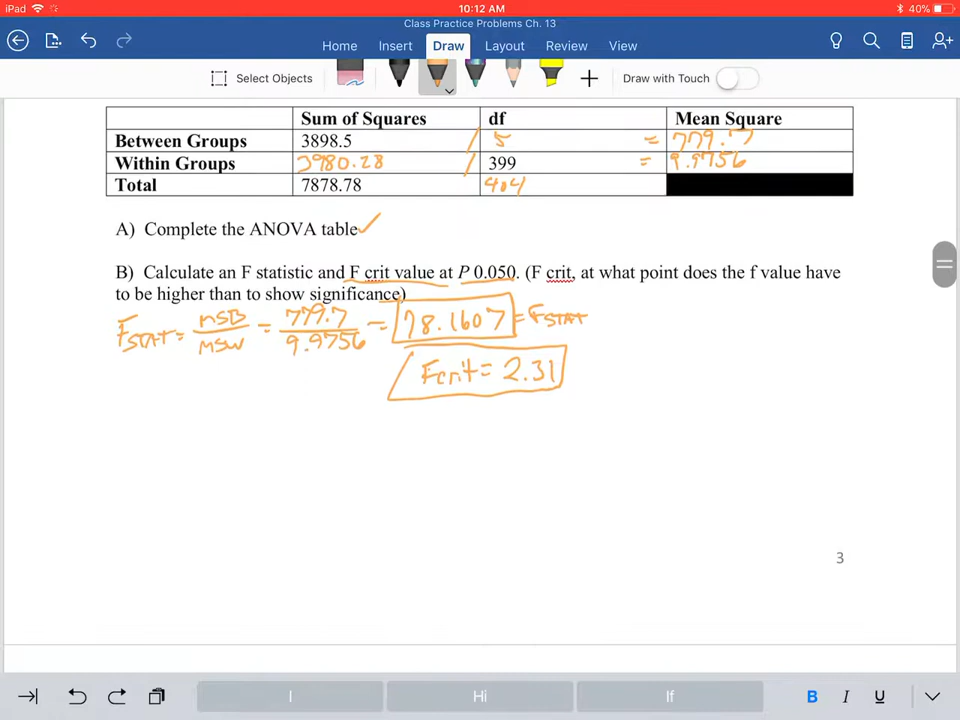 iPad 10:12 AM 40%
Class Practice Problems Ch. 13
Home Insert Draw Layout Review View
Select Objects Draw with Touch
Sum of Squares df Mean Square
Between Groups 3898.5 / 5 = 779.7
Within Groups 3980.28 / 399 = 9.9756
Total 7878.78 404
A) Complete the ANOVA table ✓
B) Calculate an F statistic and F crit value at P 0.050. (F crit, at what point does the f value have
to be higher than to show significance)
FSTAT = MSB / MSW = 779.7 / 9.9756 = 78.1607 = FSTAT
Fcrit = 2.31
3
I Hi If B I U